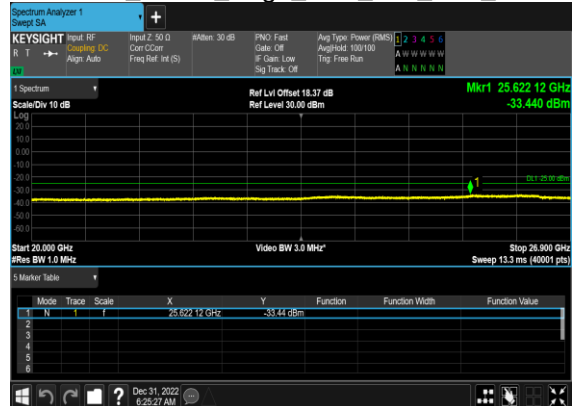 Spectrum Analyzer 1
Swept SA
+
KEYSIGHT Input: RF Input Z: 50 Ω #Atten: 30 dB PNO: Fast Avg Type: Power (RMS) 1 2 3 4 5 6
R T Coupling: DC Corr CCorr Gate: Off Avg|Hold: 100/100 A W W W W W
Align: Auto Freq Ref: Int (S) IF Gain: Low Trig: Free Run
Sig Track: Off A N N N N N
1 Spectrum Ref Lvl Offset 18.37 dB Mkr1 25.622 12 GHz
Scale/Div 10 dB Ref Level 30.00 dBm -33.440 dBm
Log
20.0
10.0
0.00
-10.0
-20.0
1
DL1 -25.00 dBm
-30.0
-40.0
-50.0
-60.0
Start 20.000 GHz Video BW 3.0 MHz* Stop 26.900 GHz
#Res BW 1.0 MHz Sweep 13.3 ms (40001 pts)
5 Marker Table
Mode Trace Scale X Y Function Function Width Function Value
1 N 1 f 25.622 12 GHz -33.44 dBm
2
3
4
5
6
? Dec 31, 2022
6:25:27 AM